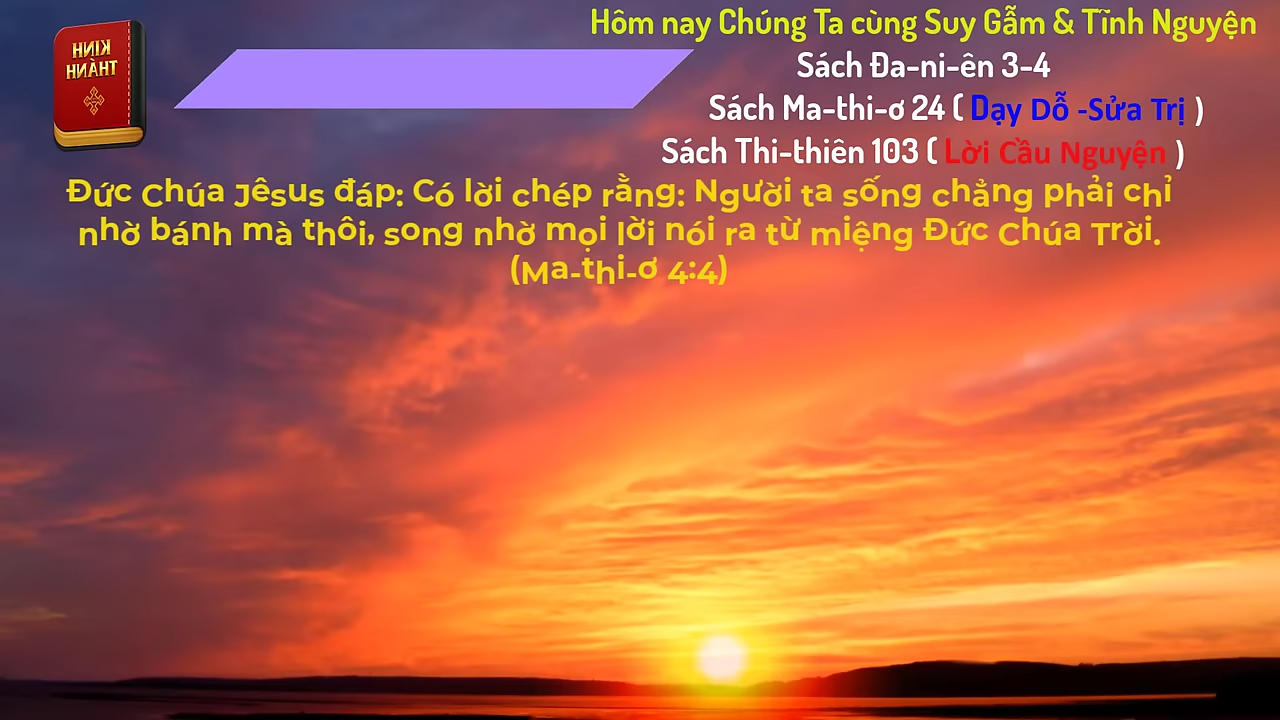 KINH
THÀNH
Hôm nay Chúng Ta cùng Suy Gẫm & Tĩnh Nguyện
Sách Đa-ni-ên 3-4
Sách Ma-thi-ơ 24 ( Dạy Dỗ -Sửa Trị )
Sách Thi-thiên 103 ( Lời Cầu Nguyện )
Đức Chúa Jêsus đáp: Có lời chép rằng: Người ta sống chẳng phải chỉ
nhờ bánh mà thôi, song nhờ mọi lời nói ra từ miệng Đức Chúa Trời.
(Ma-thi-ơ 4:4)